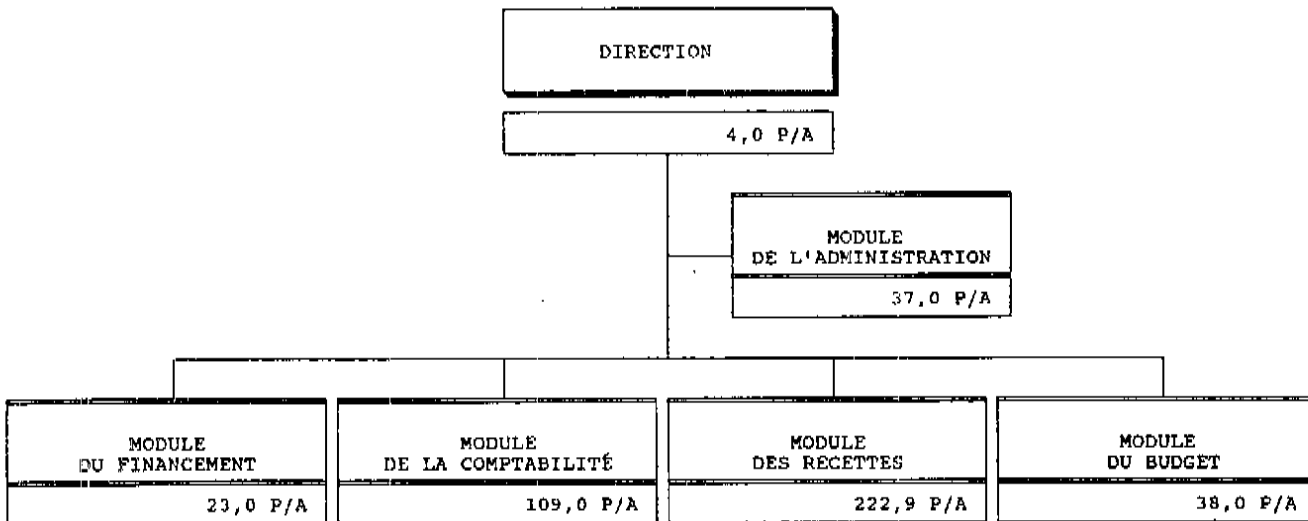 DIRECTION
4,0 P/A
MODULE
DE L'ADMINISTRATION
37,0 P/A
MODULE
DU FINANCEMENT
23,0 P/A
MODULE
DE LA COMPTABILITÉ
109,0 P/A
MODULE
DES RECETTES
222,9 P/A
MODULE
DU BUDGET
38,0 P/A